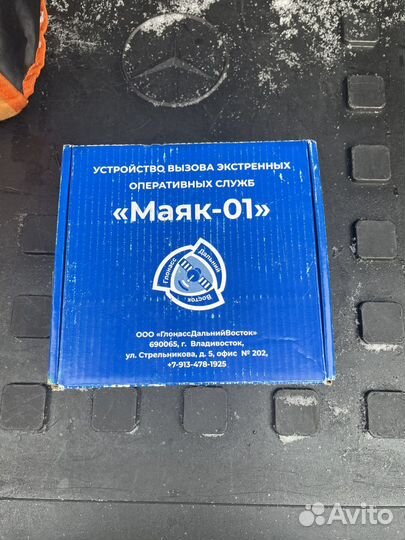 УСТРОЙСТВО ВЫЗОВА ЭКСТРЕННЫХ
ОПЕРАТИВНЫХ СЛУЖБ
«Маяк-01»
Глонасс
Дальний
Восток
ООО «ГлонассДальнийВосток»
690065, г. Владивосток,
ул. Стрельникова, д. 5, офис № 202,
+7-913-478-1925
Avito